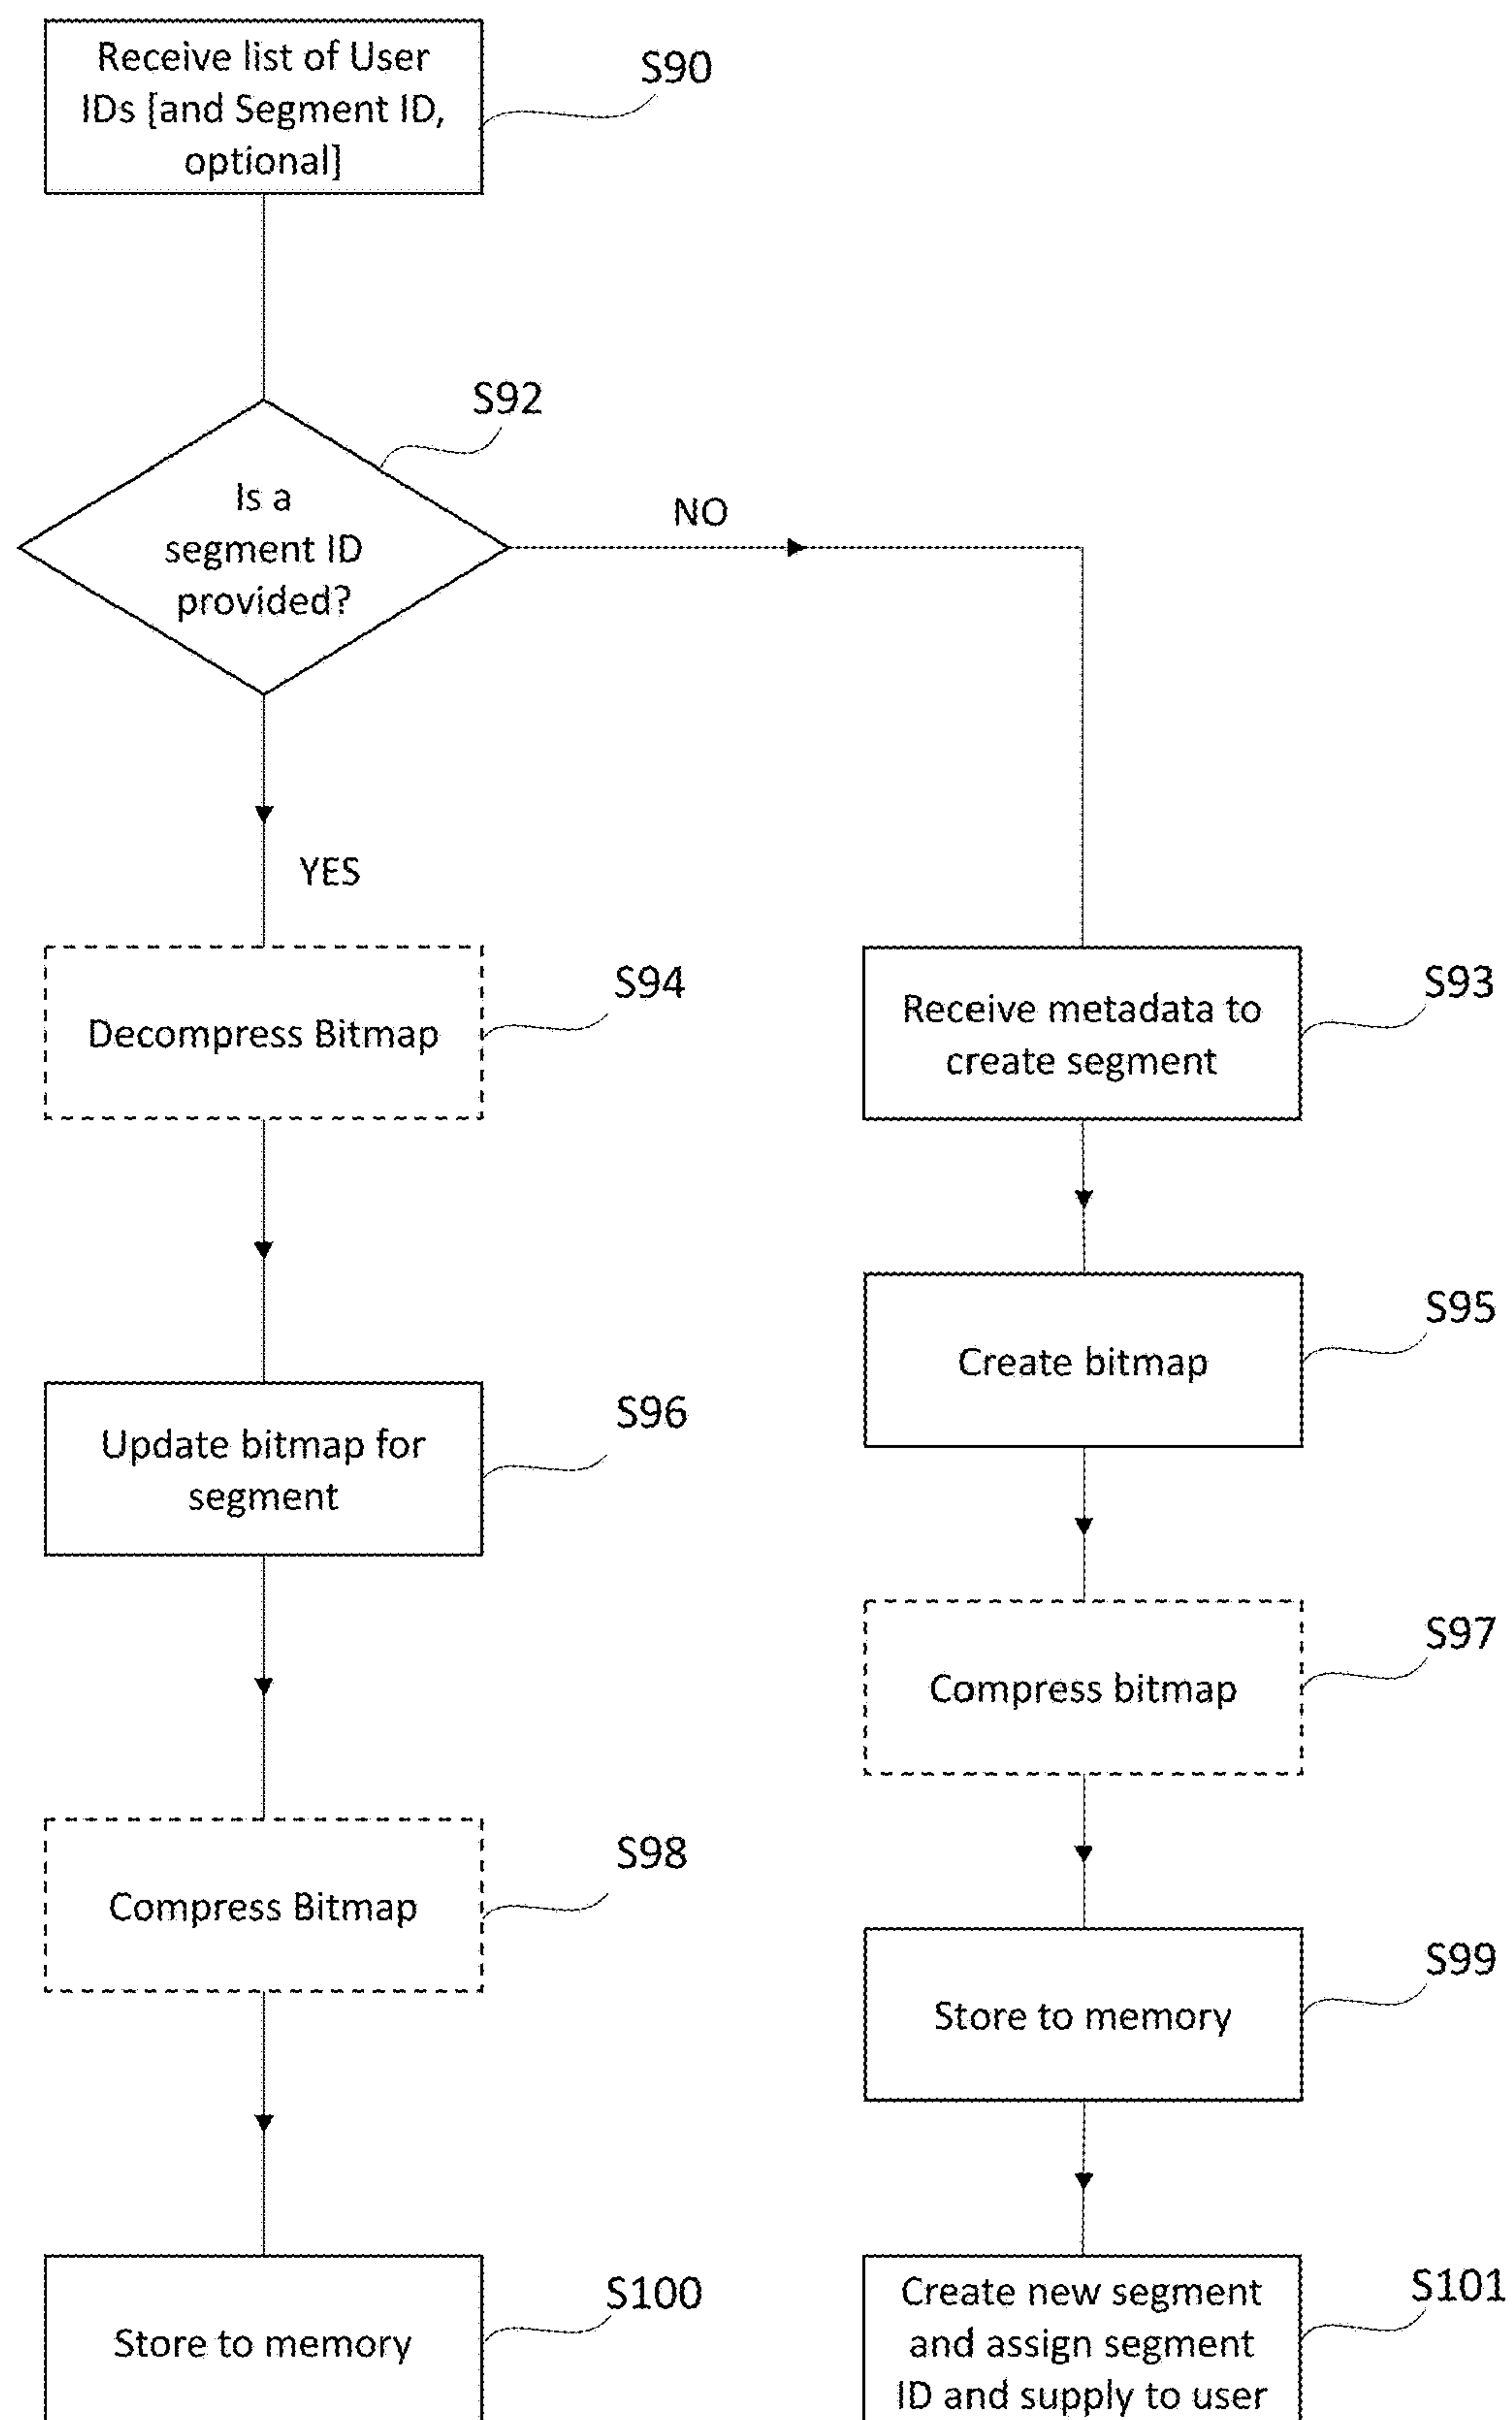 Receive list of User
IDs [and Segment ID,
optional]
S90
S92
Is a
segment ID
provided?
NO
YES
Decompress Bitmap
S94
Receive metadata to
create segment
S93
Create bitmap
S95
Update bitmap for
segment
S96
Compress bitmap
S97
Compress Bitmap
S98
Store to memory
S99
Store to memory
S100
Create new segment
and assign segment
ID and supply to user
S101